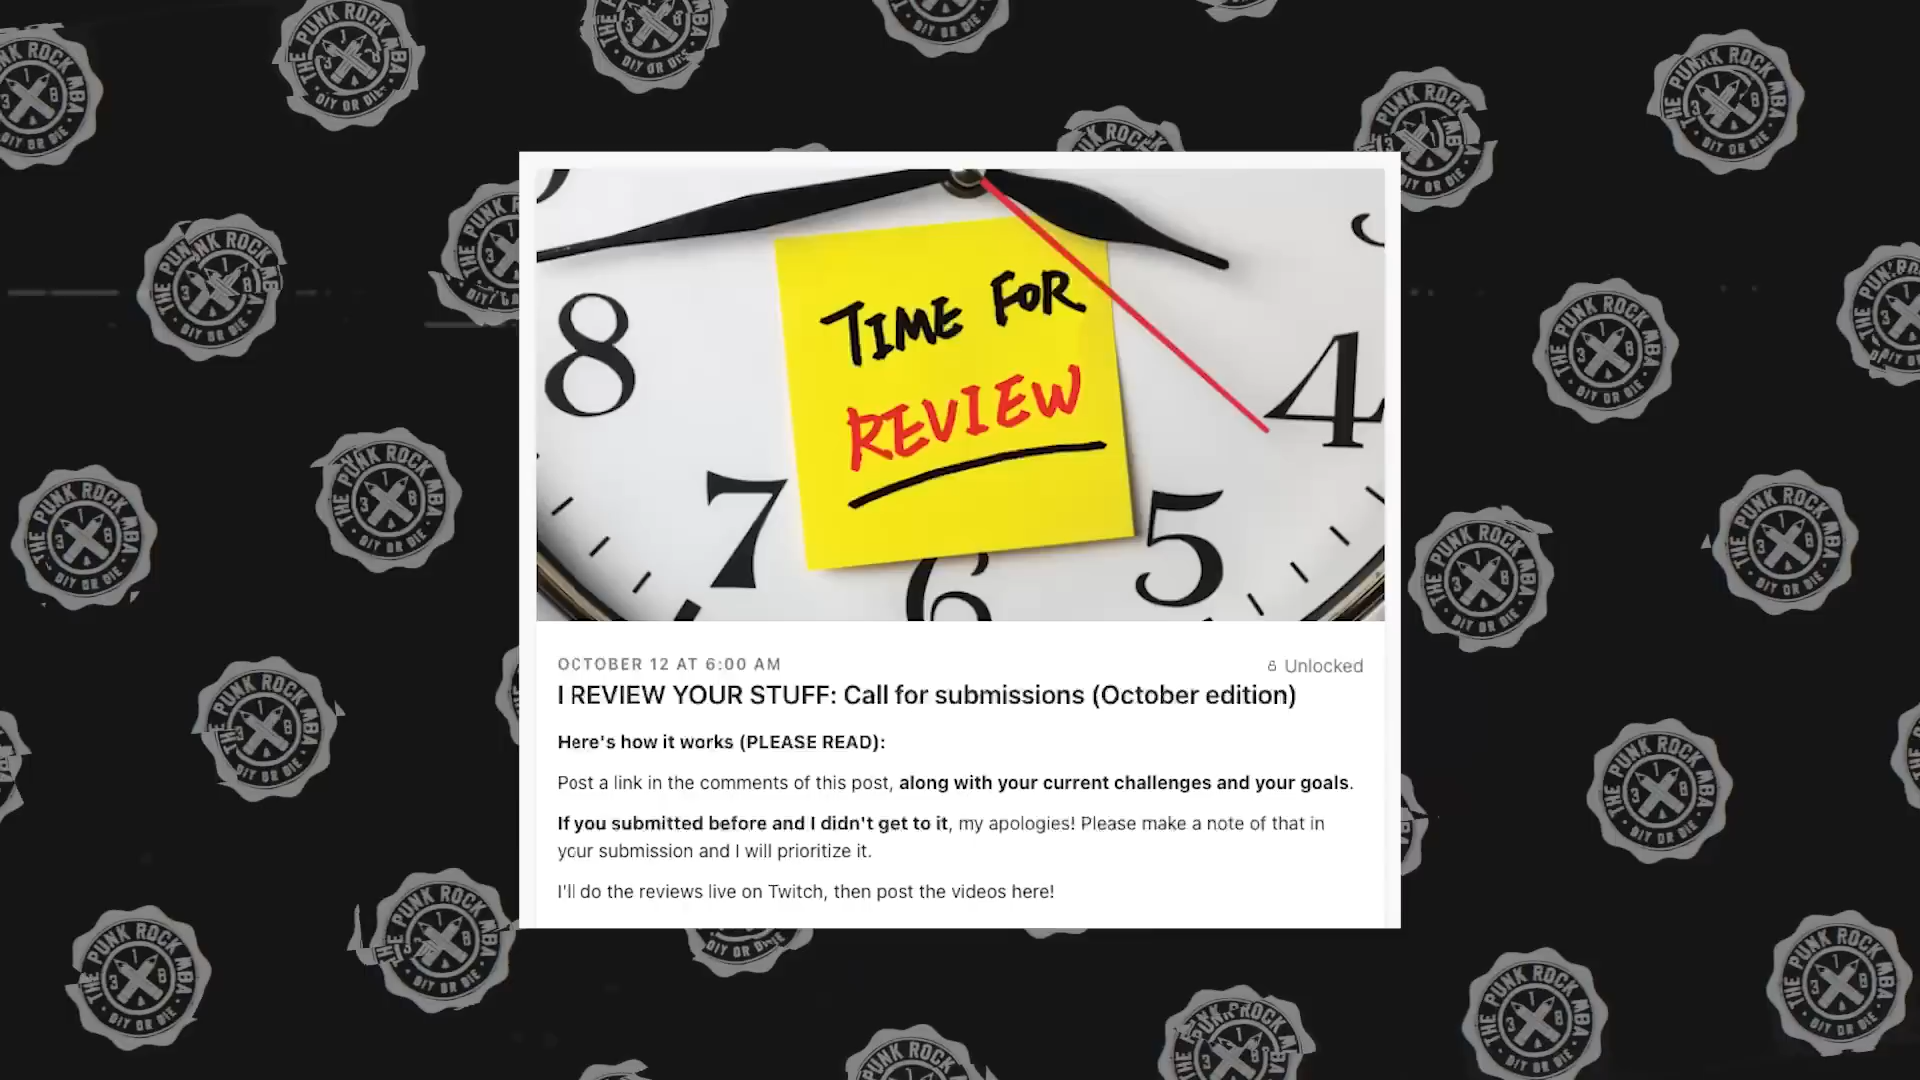 TIME FOR
REVIEW
8
7
6
5
4
OCTOBER 12 AT 6:00 AM
Unlocked
I REVIEW YOUR STUFF: Call for submissions (October edition)
Here's how it works (PLEASE READ):
Post a link in the comments of this post, along with your current challenges and your goals.
If you submitted before and I didn't get to it, my apologies! Please make a note of that in
your submission and I will prioritize it.
I'll do the reviews live on Twitch, then post the videos here!
THE PUNK ROCK MBA
1
3 8
DIY OR DIE